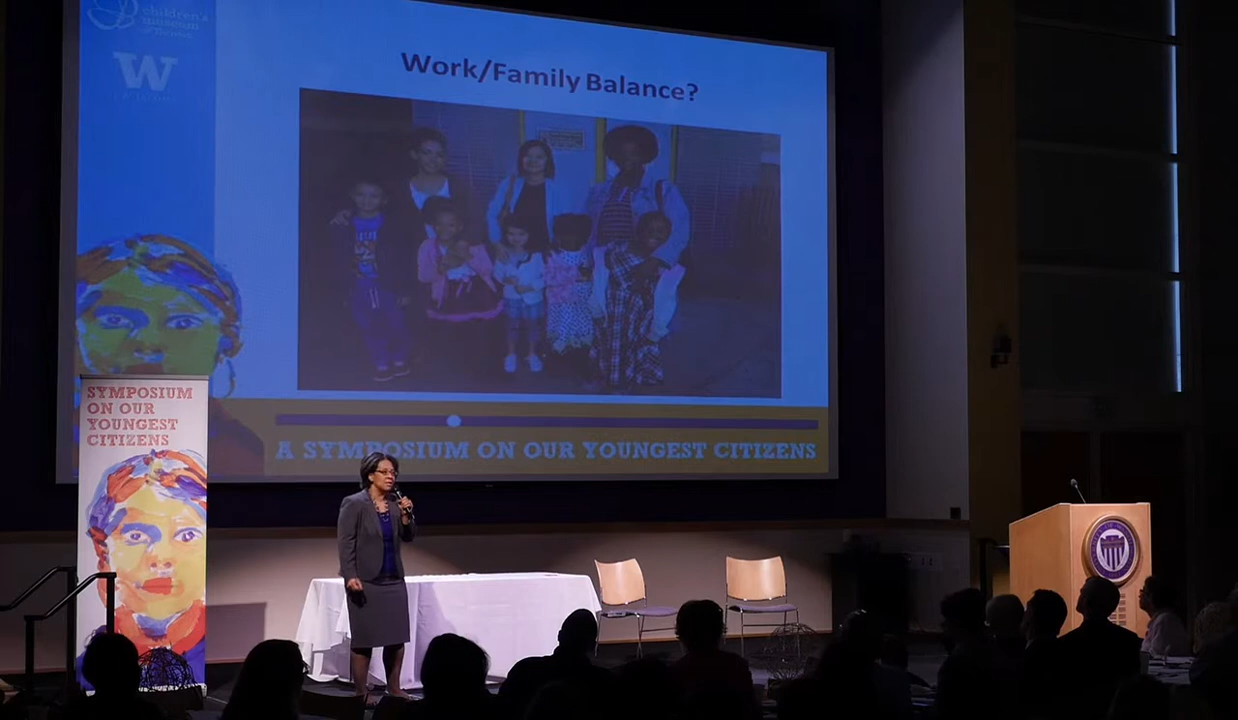 children's
museum
W
Work/Family Balance?
SYMPOSIUM
ON OUR
YOUNGEST
CITIZENS
A SYMPOSIUM ON OUR YOUNGEST CITIZENS